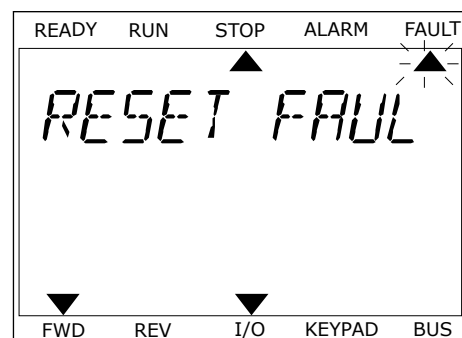 READY RUN STOP ALARM FAULT
RESET FAUL
FWD REV I/O KEYPAD BUS